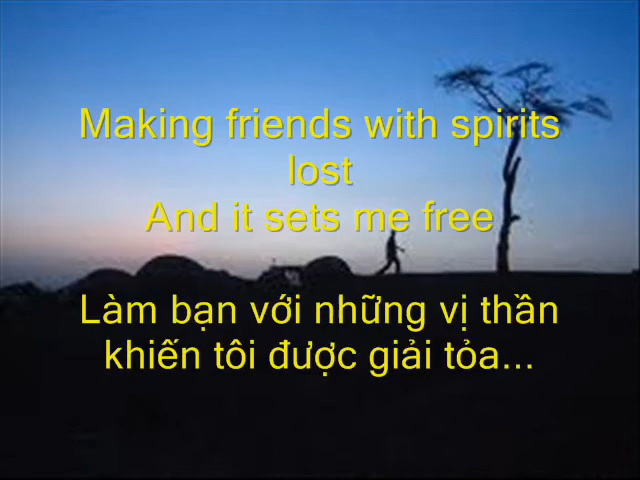 Making friends with spirits
lost
And it sets me free
Làm bạn với những vị thần
khiến tôi được giải tỏa...